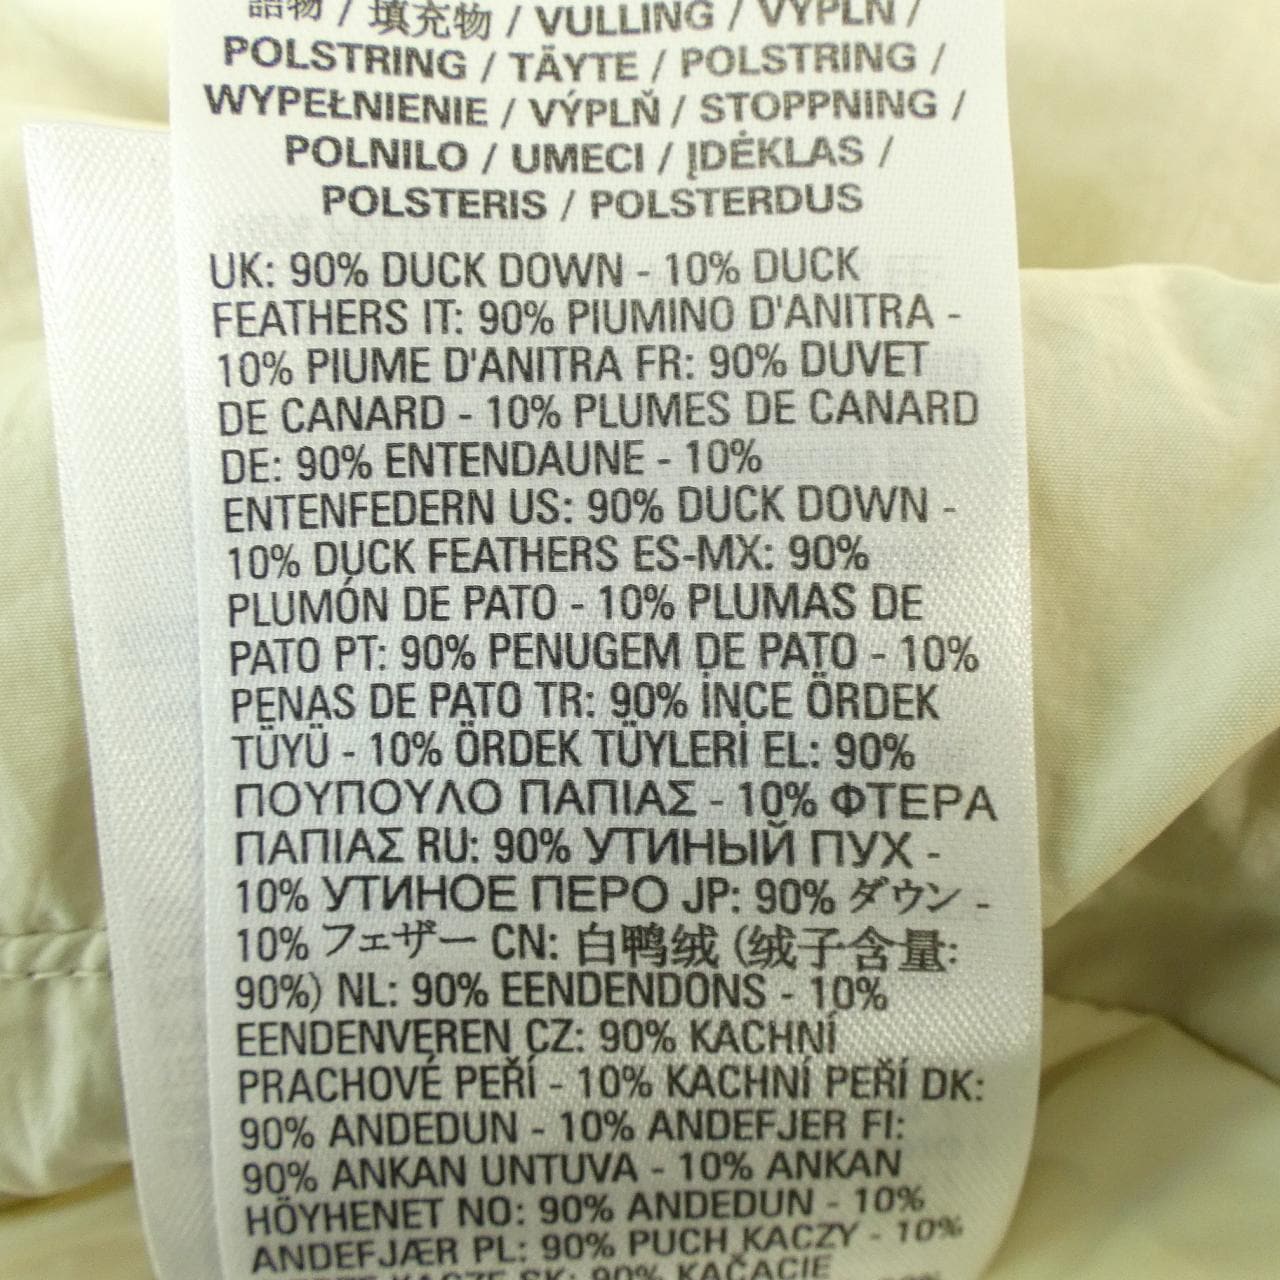 詰物 / 填充物 / VULLING / VÝPLN /
POLSTRING / TÄYTE / POLSTRING /
WYPEŁNIENIE / VÝPLŇ / STOPPNING /
POLNILO / UMECI / ĮDĖKLAS /
POLSTERIS / POLSTERDUS
UK: 90% DUCK DOWN - 10% DUCK
FEATHERS IT: 90% PIUMINO D'ANITRA -
10% PIUME D'ANITRA FR: 90% DUVET
DE CANARD - 10% PLUMES DE CANARD
DE: 90% ENTENDAUNE - 10%
ENTENFEDERN US: 90% DUCK DOWN -
10% DUCK FEATHERS ES-MX: 90%
PLUMÓN DE PATO - 10% PLUMAS DE
PATO PT: 90% PENUGEM DE PATO - 10%
PENAS DE PATO TR: 90% İNCE ÖRDEK
TÜYÜ - 10% ÖRDEK TÜYLERİ EL: 90%
ΠΟΥΠΟΥΛΟ ΠΑΠΙΑΣ - 10% ΦΤΕΡΑ
ΠΑΠΙΑΣ RU: 90% УТИНЫЙ ПУХ -
10% УТИНОЕ ПЕРО JP: 90% ダウン -
10% フェザー CN: 白鸭绒 (绒子含量:
90%) NL: 90% EENDENDONS - 10%
EENDENVEREN CZ: 90% KACHNÍ
PRACHOVÉ PEŘÍ - 10% KACHNÍ PEŘÍ DK:
90% ANDEDUN - 10% ANDEFJER FI:
90% ANKAN UNTUVA - 10% ANKAN
HÖYHENET NO: 90% ANDEDUN - 10%
ANDEFJÆR PL: 90% PUCH KACZY - 10%
KACZE SK: 90% KAČACIE